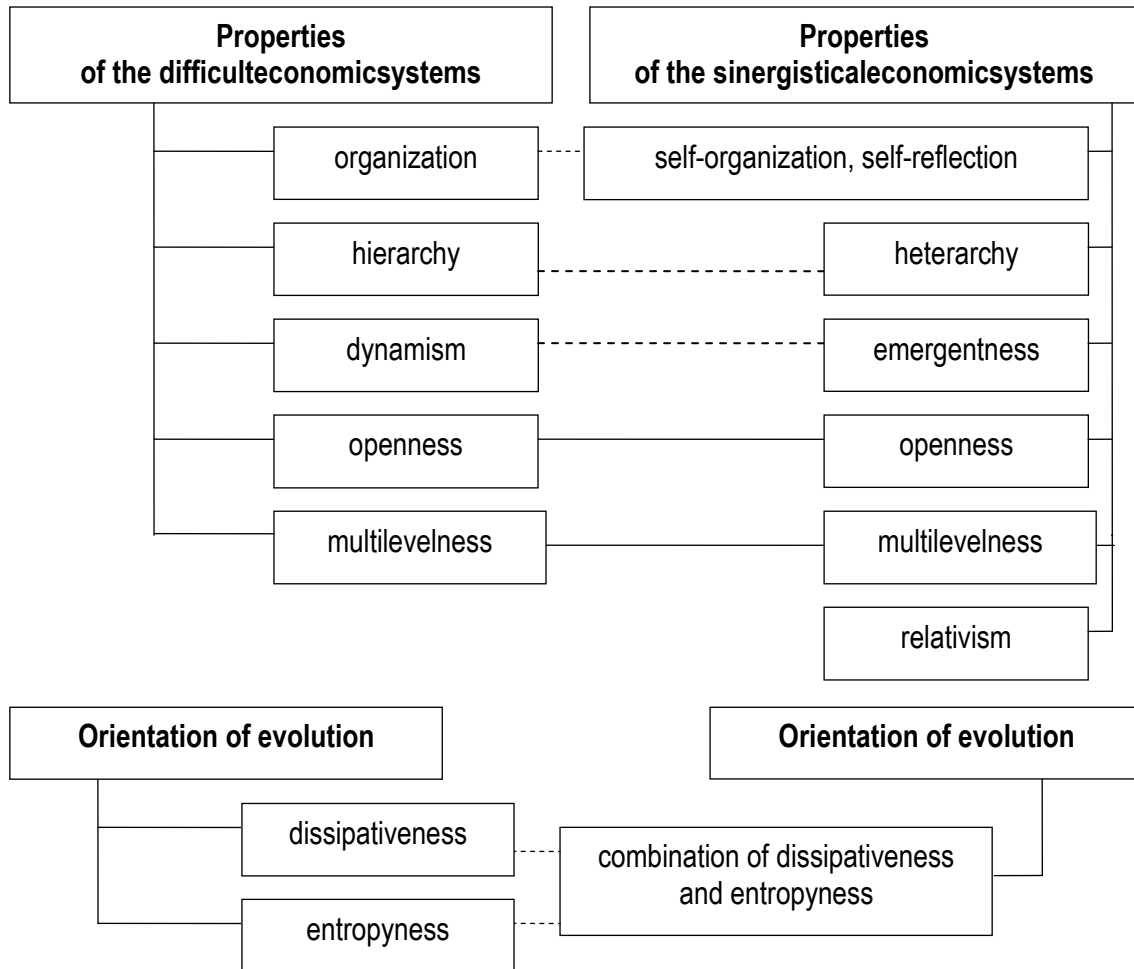 Properties
of the difficulteconomicsystems
Properties
of the sinergisticaleconomicsystems
organization
self-organization, self-reflection
hierarchy
heterarchy
dynamism
emergentness
openness
openness
multilevelness
multilevelness
relativism
Orientation of evolution
Orientation of evolution
dissipativeness
combination of dissipativeness
and entropyness
entropyness